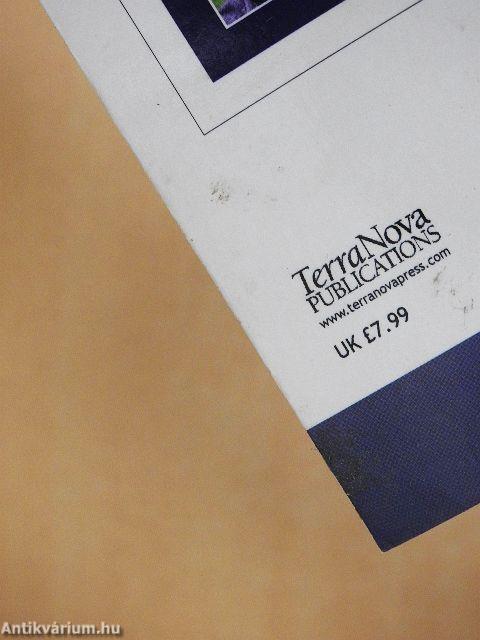 TerraNova
PUBLICATIONS
www.terranovapress.com
UK £7.99
Antikvárium.hu